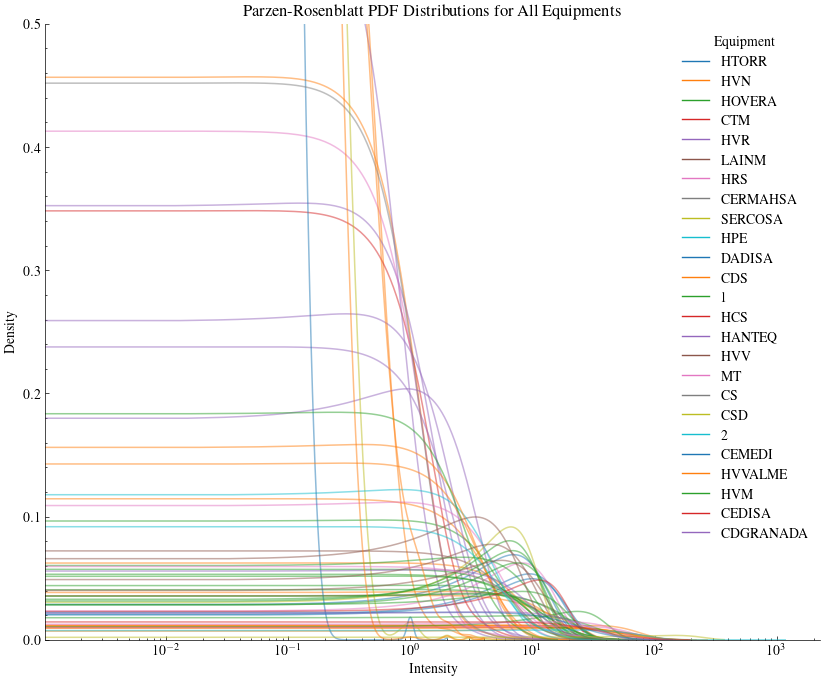 Parzen-Rosenblatt PDF Distributions for All Equipments
0.5
0.4
0.3
0.2
0.1
0.0
Density
10⁻²
10⁻¹
10⁰
10¹
10²
10³
Intensity
Equipment
HTORR
HVN
HOVERA
CTM
HVR
LAINM
HRS
CERMAHSA
SERCOSA
HPE
DADISA
CDS
1
HCS
HANTEQ
HVV
MT
CS
CSD
2
CEMEDI
HVVALME
HVM
CEDISA
CDGRANADA